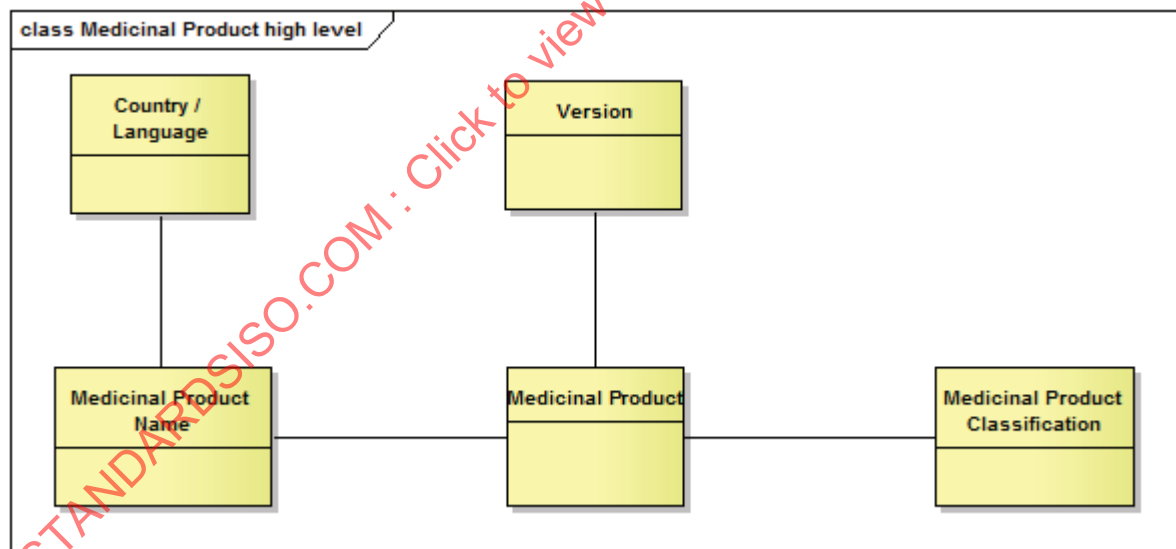 class Medicinal Product high level
Country /
Language
Version
Medicinal Product
Name
Medicinal Product
Medicinal Product
Classification
STANDARDSISO.COM : Click to view